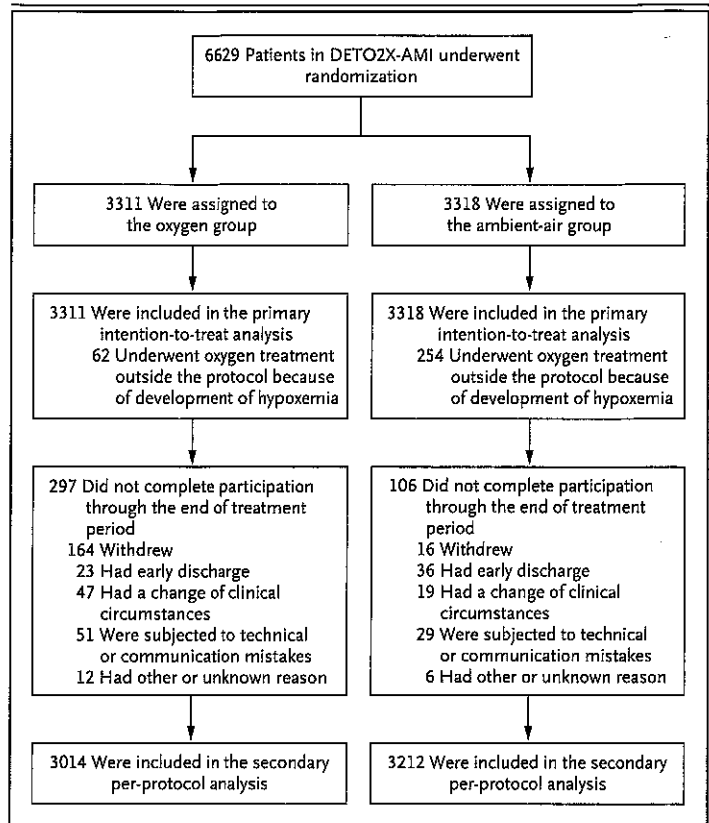 6629 Patients in DETO2X-AMI underwent
randomization
3311 Were assigned to
the oxygen group
3318 Were assigned to
the ambient-air group
3311 Were included in the primary
intention-to-treat analysis
62 Underwent oxygen treatment
outside the protocol because
of development of hypoxemia
3318 Were included in the primary
intention-to-treat analysis
254 Underwent oxygen treatment
outside the protocol because
of development of hypoxemia
297 Did not complete participation
through the end of treatment
period
164 Withdrew
23 Had early discharge
47 Had a change of clinical
circumstances
51 Were subjected to technical
or communication mistakes
12 Had other or unknown reason
106 Did not complete participation
through the end of treatment
period
16 Withdrew
36 Had early discharge
19 Had a change of clinical
circumstances
29 Were subjected to technical
or communication mistakes
6 Had other or unknown reason
3014 Were included in the secondary
per-protocol analysis
3212 Were included in the secondary
per-protocol analysis